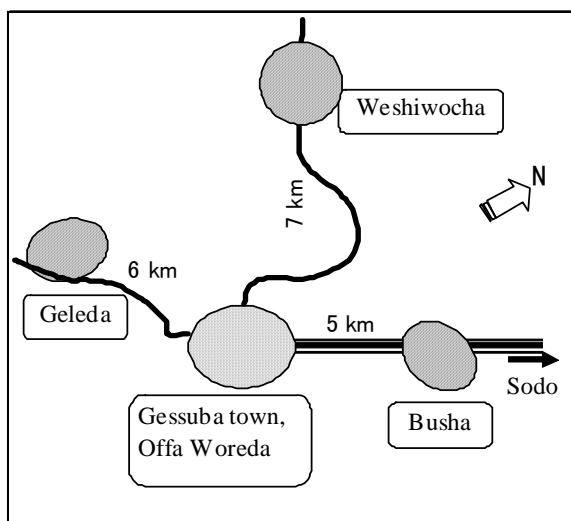 Weshiwocha
N
7 km
6 km
Geleda
5 km
Sodo
Gessuba town,
Offa Woreda
Busha